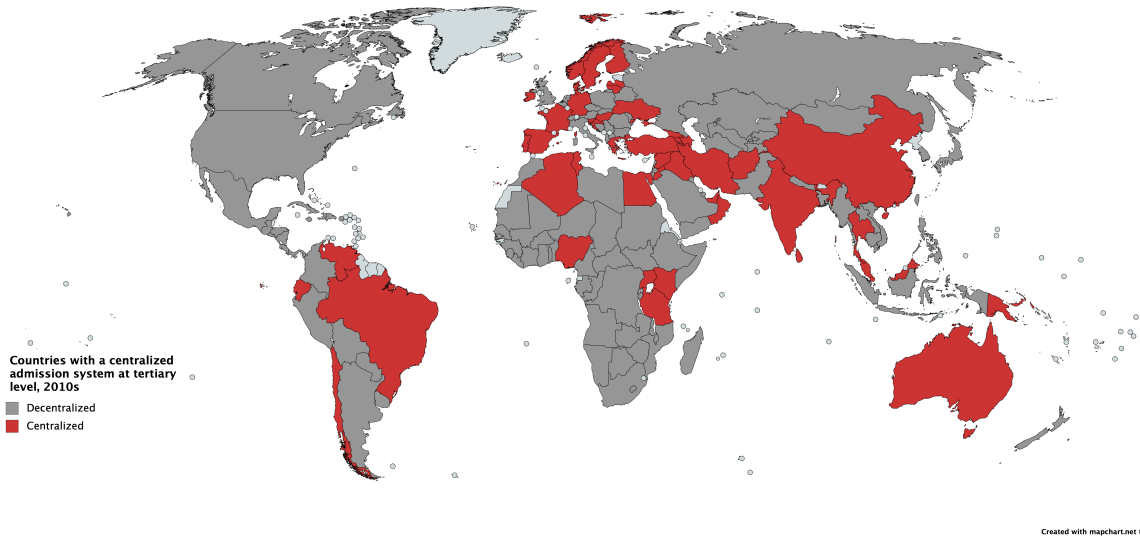 Countries with a centralized
admission system at tertiary
level, 2010s
Decentralized
Centralized
Created with mapchart.net